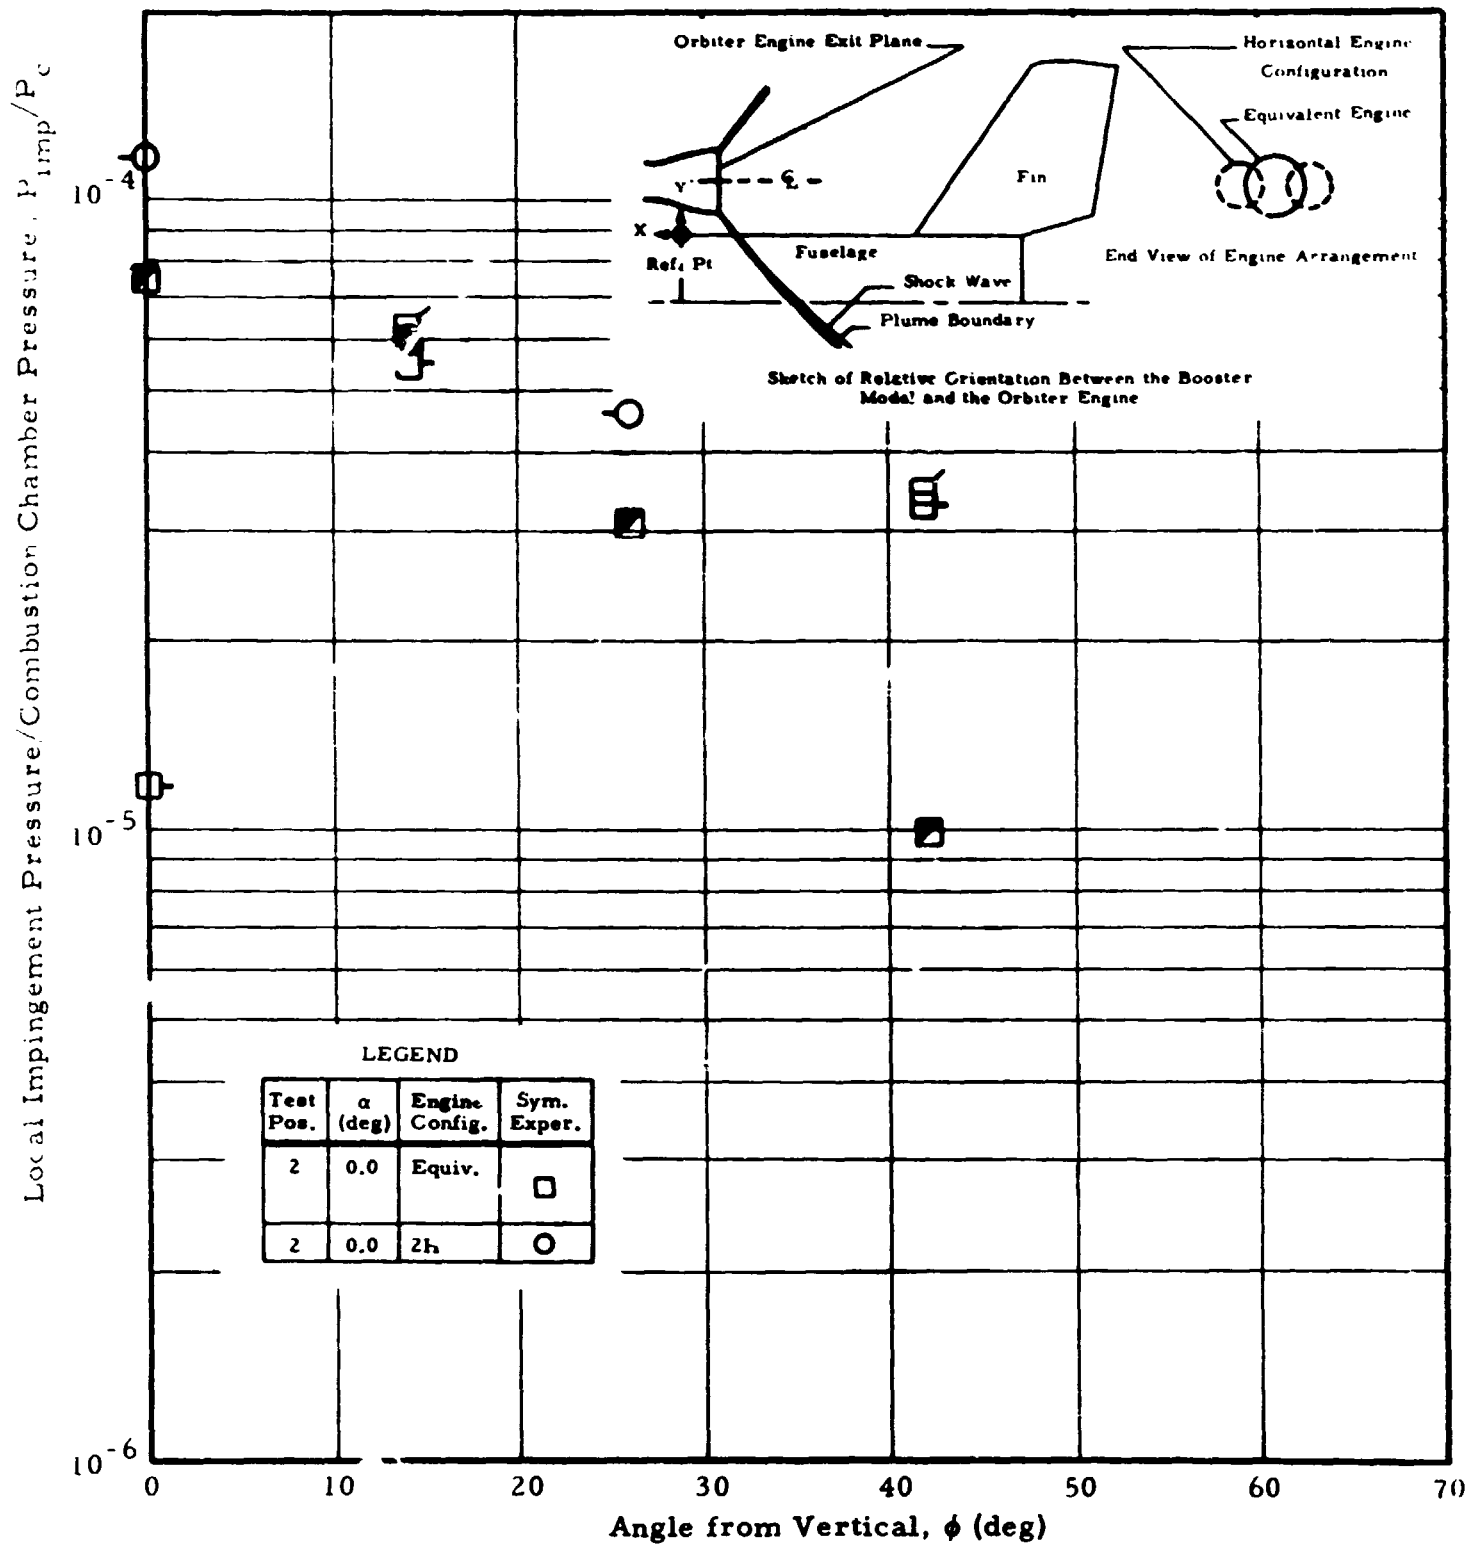 Local Impingement Pressure/Combustion Chamber Pressure, Pimp/Pc
10-4
10-5
10-6
Orbiter Engine Exit Plane
Horizontal Engine
Configuration
Equivalent Engine
Fin
Y
℄
X
Ref. Pt
Fuselage
Shock Wave
Plume Boundary
End View of Engine Arrangement
Sketch of Relative Orientation Between the Booster
Model and the Orbiter Engine
LEGEND
Test Pos. α (deg) Engine Config. Sym. Exper.
2 0.0 Equiv.
2 0.0 2h
0 10 20 30 40 50 60 70
Angle from Vertical, ϕ (deg)